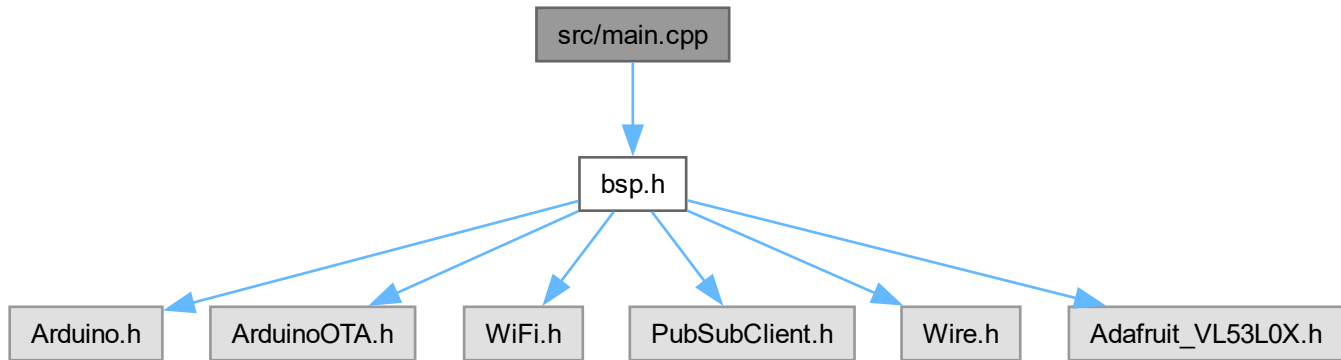 src/main.cpp
bsp.h
Arduino.h
ArduinoOTA.h
WiFi.h
PubSubClient.h
Wire.h
Adafruit_VL53L0X.h